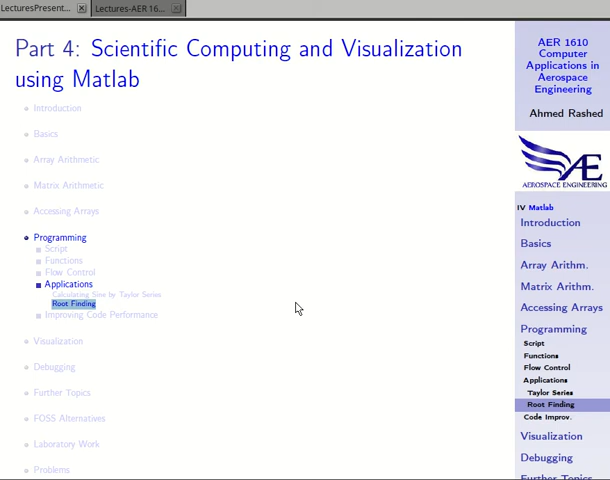 LecturesPresent...
Lectures-AER 16...
Part 4: Scientific Computing and Visualization
using Matlab
Introduction
Basics
Array Arithmetic
Matrix Arithmetic
Accessing Arrays
Programming
Script
Functions
Flow Control
Applications
Calculating Sine by Taylor Series
Root Finding
Improving Code Performance
Visualization
Debugging
Further Topics
FOSS Alternatives
Laboratory Work
Problems
AER 1610
Computer
Applications in
Aerospace
Engineering
Ahmed Rashed
AE
AEROSPACE ENGINEERING
IV Matlab
Introduction
Basics
Array Arithm.
Matrix Arithm.
Accessing Arrays
Programming
Script
Functions
Flow Control
Applications
Taylor Series
Root Finding
Code Improv.
Visualization
Debugging
Further Topics